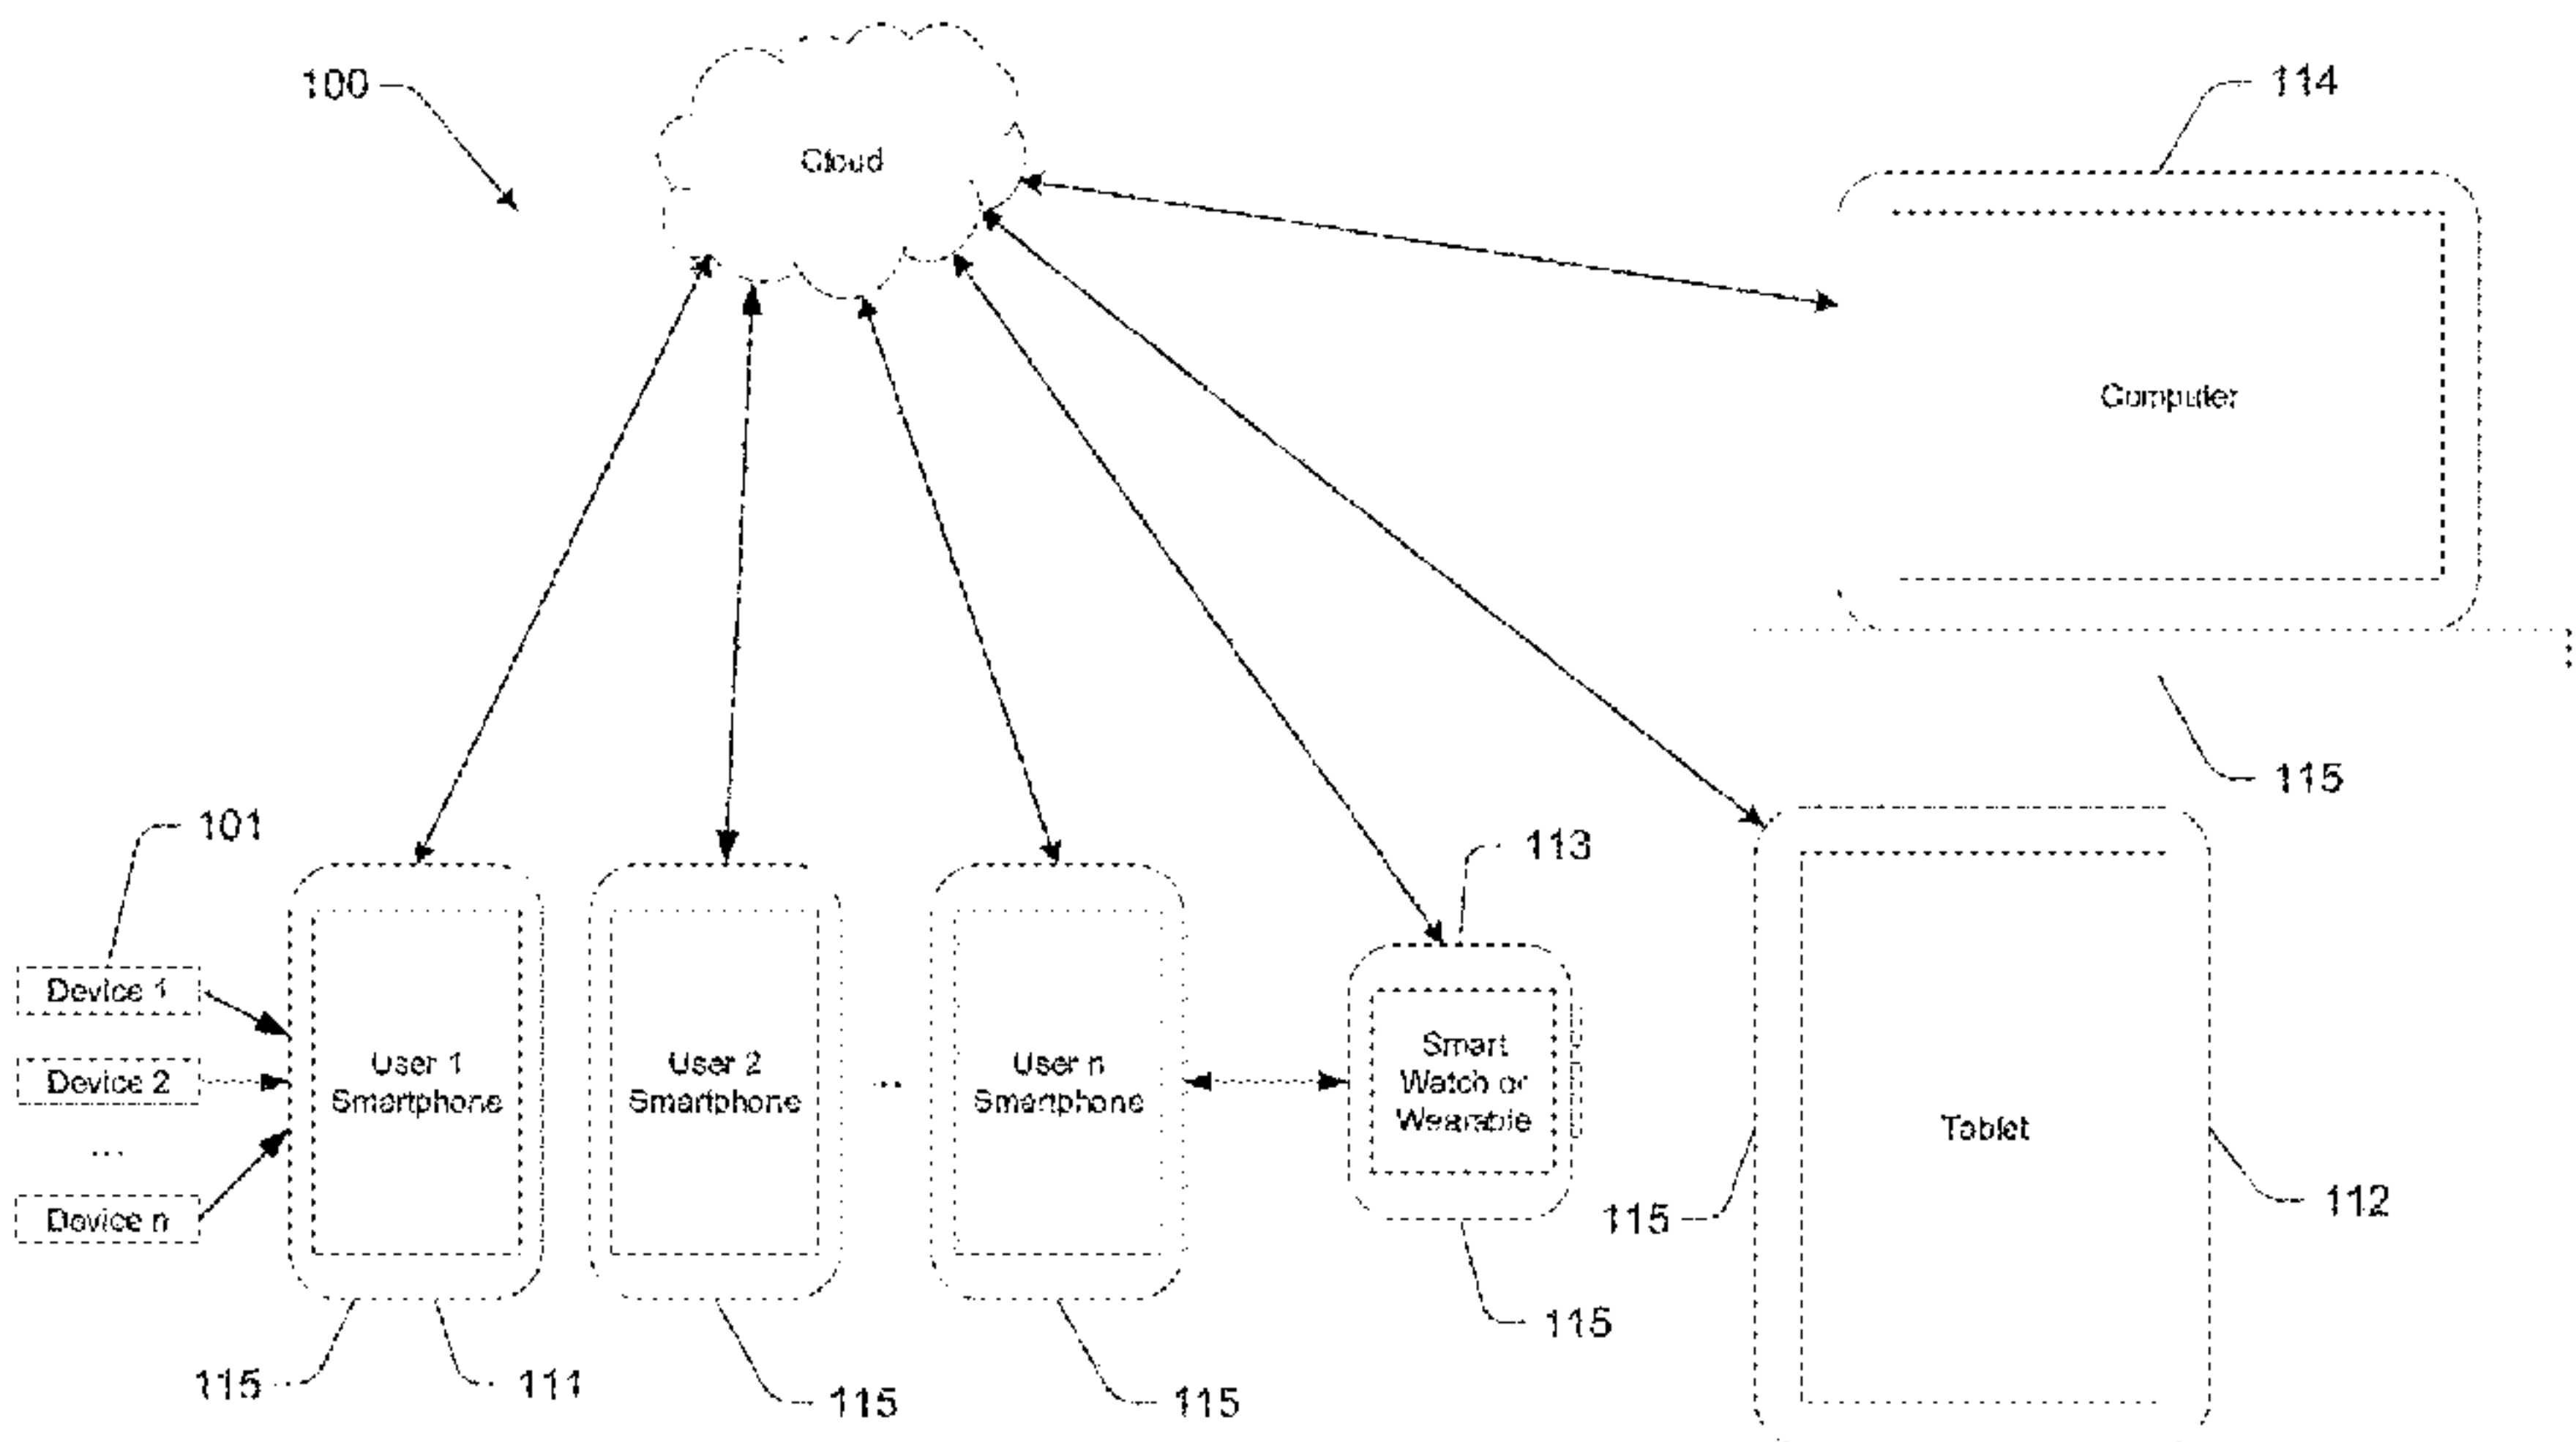 100
Cloud
114
Computer
115
101
113
Device 1
Device 2
...
Device n
User 1
Smartphone
User 2
Smartphone
...
User n
Smartphone
Smart
Watch or
Wearable
Tablet
115
112
115
115
111
115
115